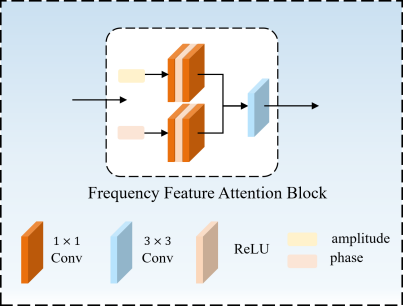 Frequency Feature Attention Block
1 × 1
Conv
3 × 3
Conv
ReLU
amplitude
phase